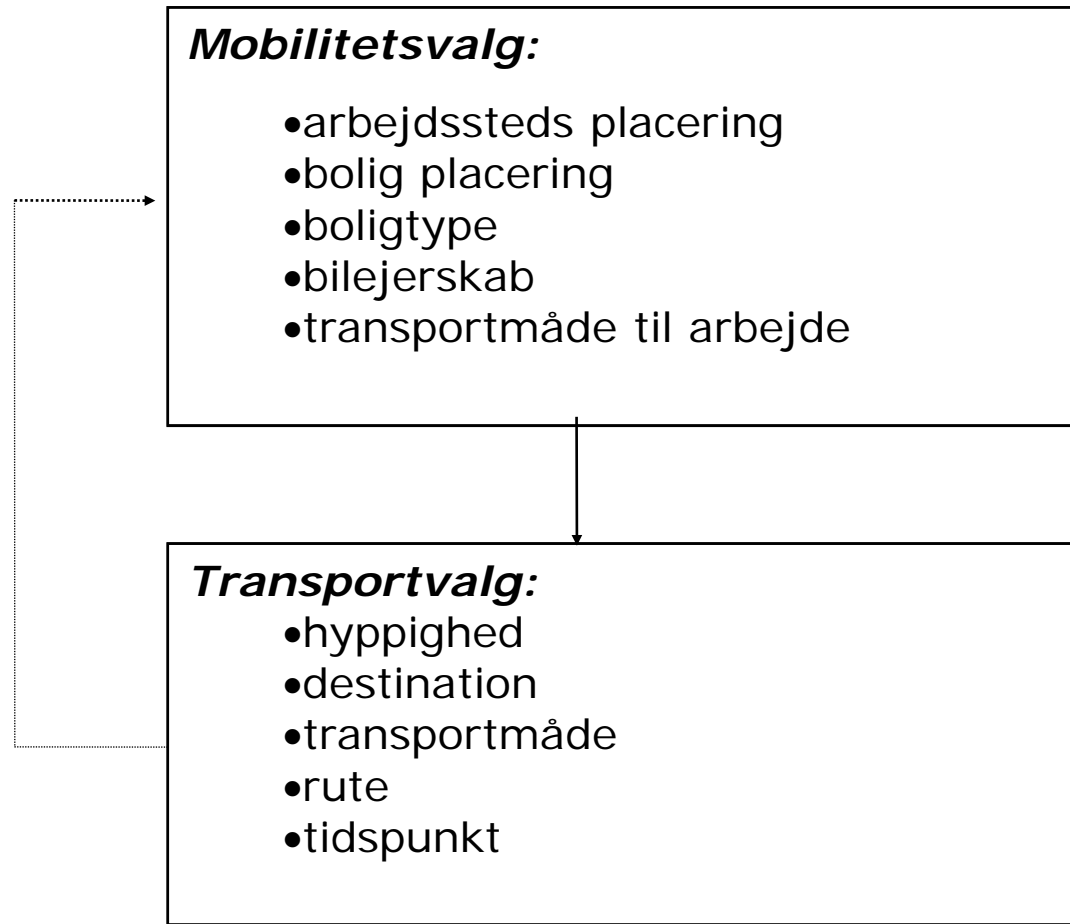 Mobilitetsvalg:
•arbejdssteds placering
•bolig placering
•boligtype
•bilejerskab
•transportmåde til arbejde
Transportvalg:
•hyppighed
•destination
•transportmåde
•rute
•tidspunkt